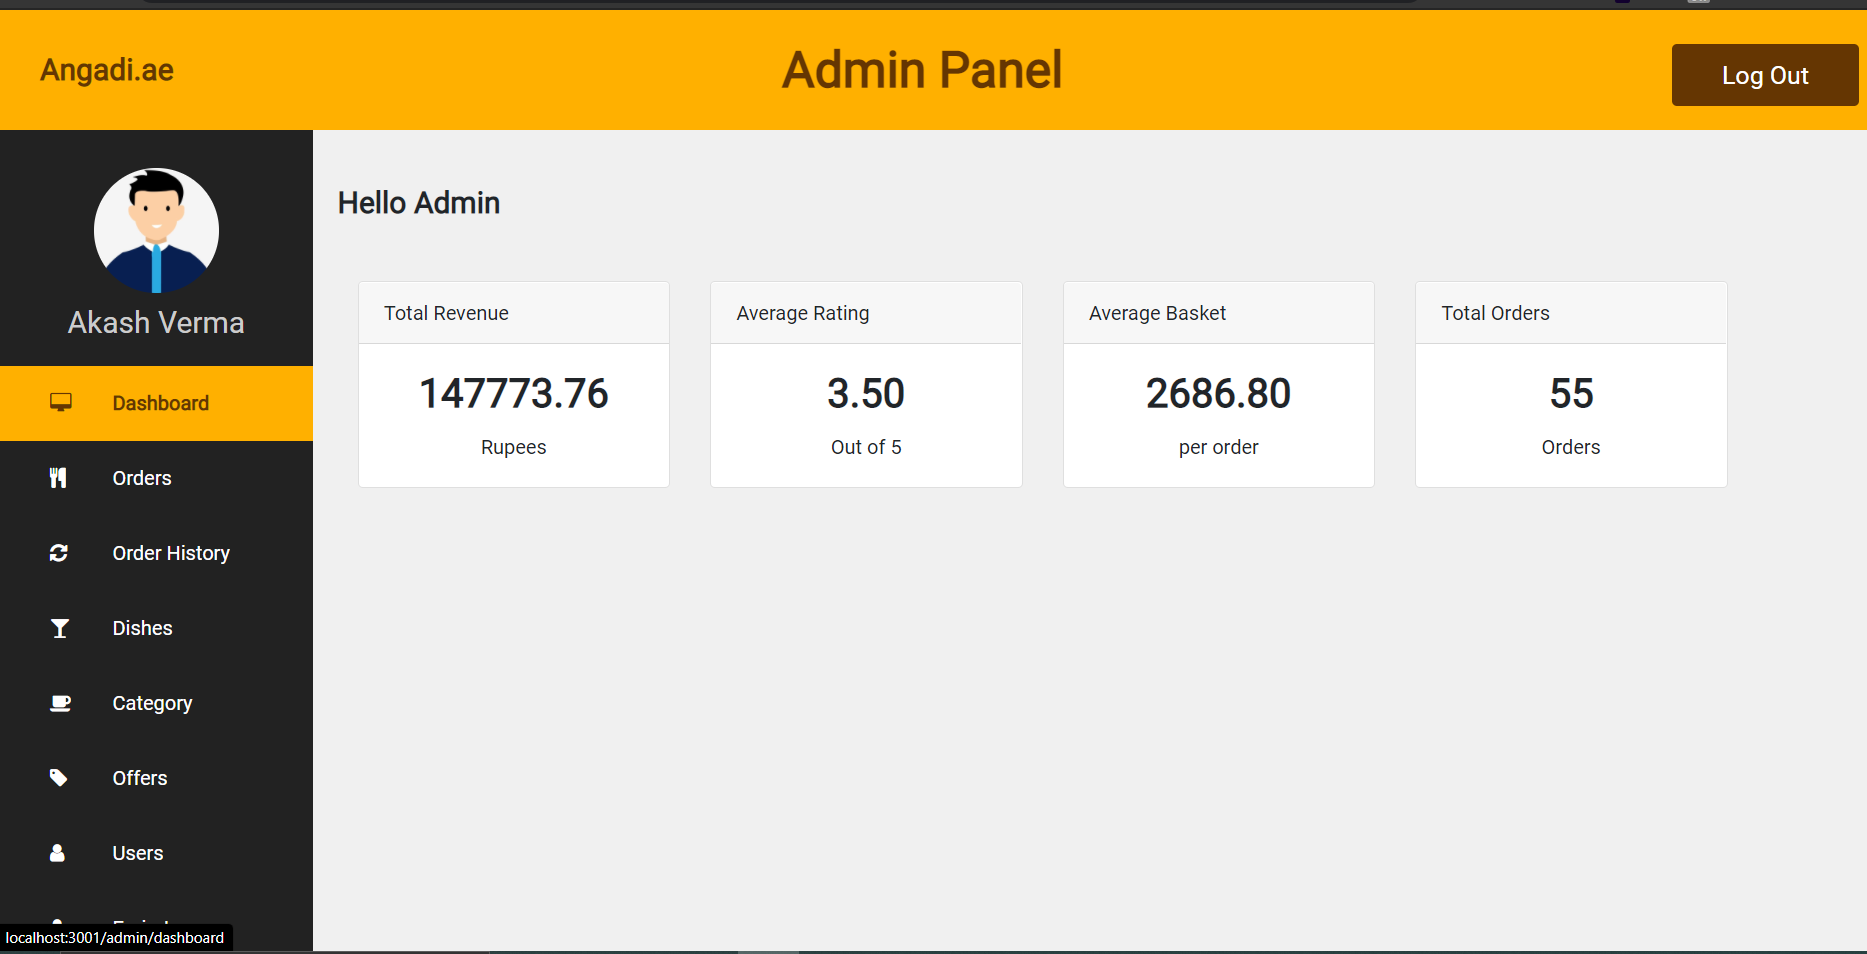 Angadi.ae
Admin Panel
Log Out
Akash Verma
Dashboard
Orders
Order History
Dishes
Category
Offers
Users
localhost:3001/admin/dashboard
Hello Admin
Total Revenue
147773.76
Rupees
Average Rating
3.50
Out of 5
Average Basket
2686.80
per order
Total Orders
55
Orders